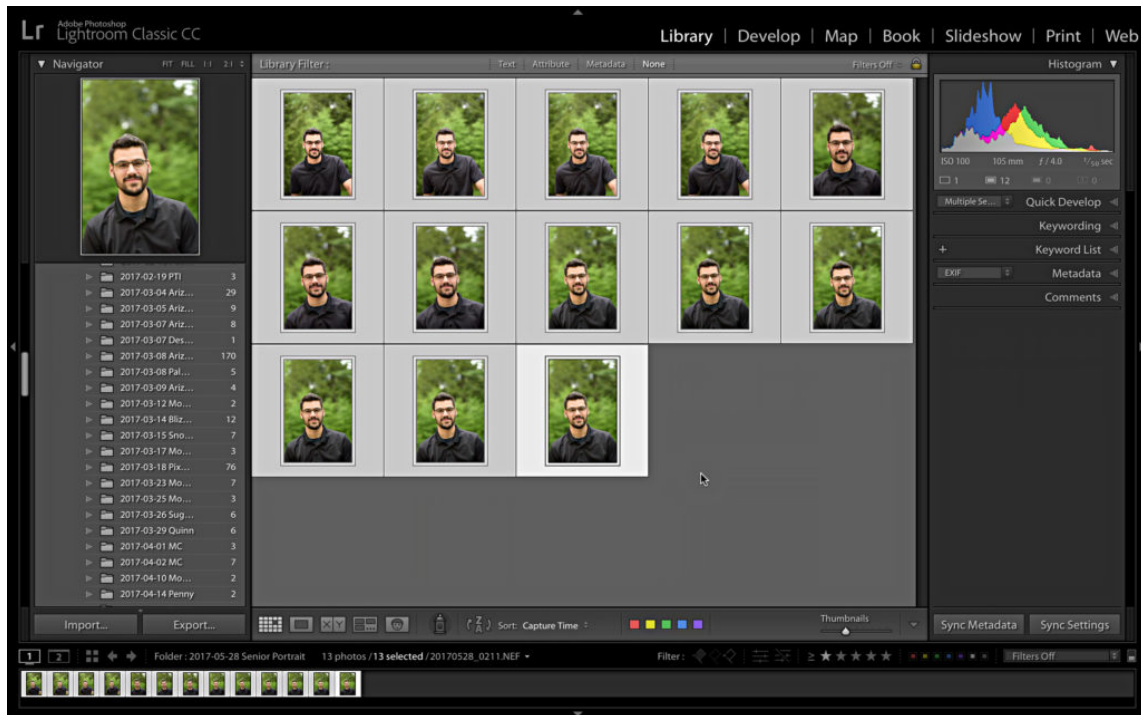 Lr Adobe Photoshop
Lightroom Classic CC
Library | Develop | Map | Book | Slideshow | Print | Web
Navigator FIT FILL 1:1 2:1
Library Filter : Text Attribute Metadata None Filters Off
Histogram
ISO 100 105 mm f / 4.0 1/50 sec
1 12 0 0
Multiple Se... Quick Develop
Keywording
+ Keyword List
EXIF Metadata
Comments
2017-02-19 PTI 3
2017-03-04 Ariz... 29
2017-03-05 Ariz... 9
2017-03-07 Ariz... 8
2017-03-07 Des... 1
2017-03-08 Ariz... 170
2017-03-08 Pal... 5
2017-03-09 Ariz... 4
2017-03-12 Mo... 2
2017-03-14 Bliz... 12
2017-03-15 Sno... 7
2017-03-17 Mo... 3
2017-03-18 Pix... 76
2017-03-23 Mo... 7
2017-03-25 Mo... 3
2017-03-26 Sug... 6
2017-03-29 Quinn 6
2017-04-01 MC 3
2017-04-02 MC 7
2017-04-10 Mo... 2
2017-04-14 Penny 2
Import... Export...
XY Sort: Capture Time Thumbnails
Sync Metadata Sync Settings
1 2 Folder : 2017-05-28 Senior Portrait 13 photos / 13 selected / 20170528_0211.NEF Filter : ≥ ★★★★★ Filters Off